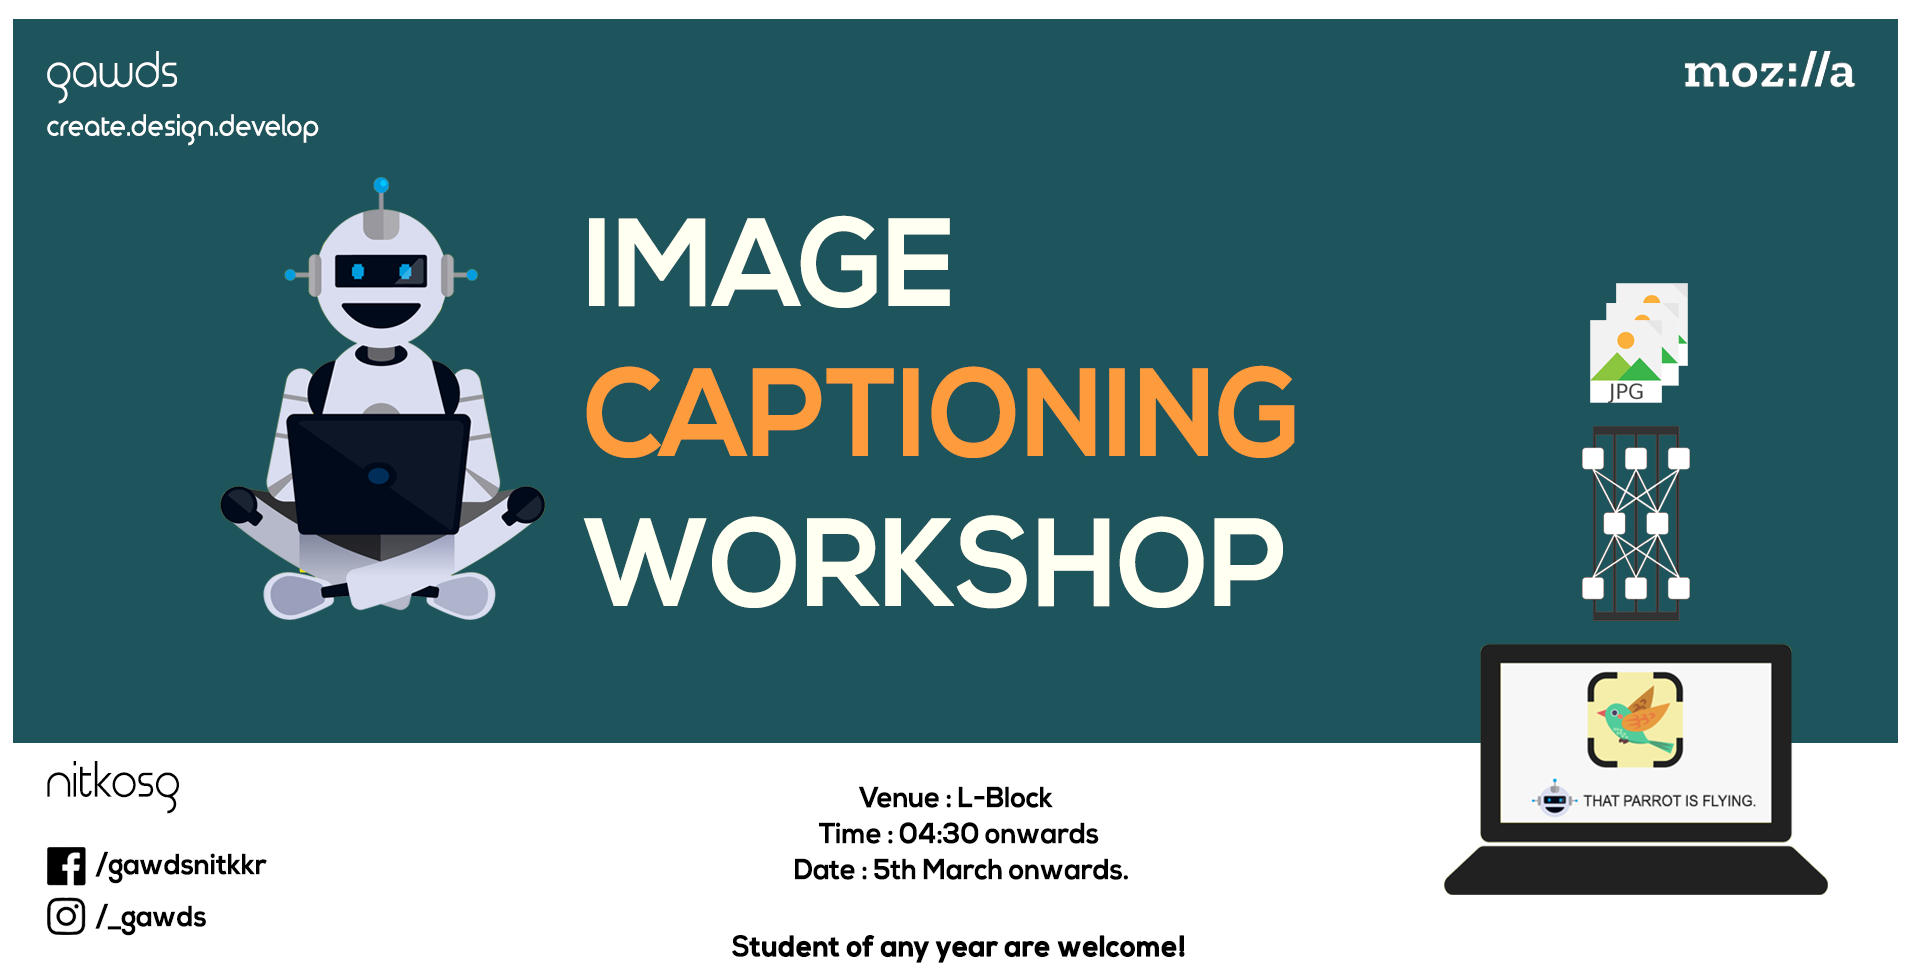 gawds
create.design.develop
moz://a
IMAGE
CAPTIONING
WORKSHOP
JPG
THAT PARROT IS FLYING.
nitkosg
/gawdsnitkkr
/_gawds
Venue : L-Block
Time : 04:30 onwards
Date : 5th March onwards.
Student of any year are welcome!